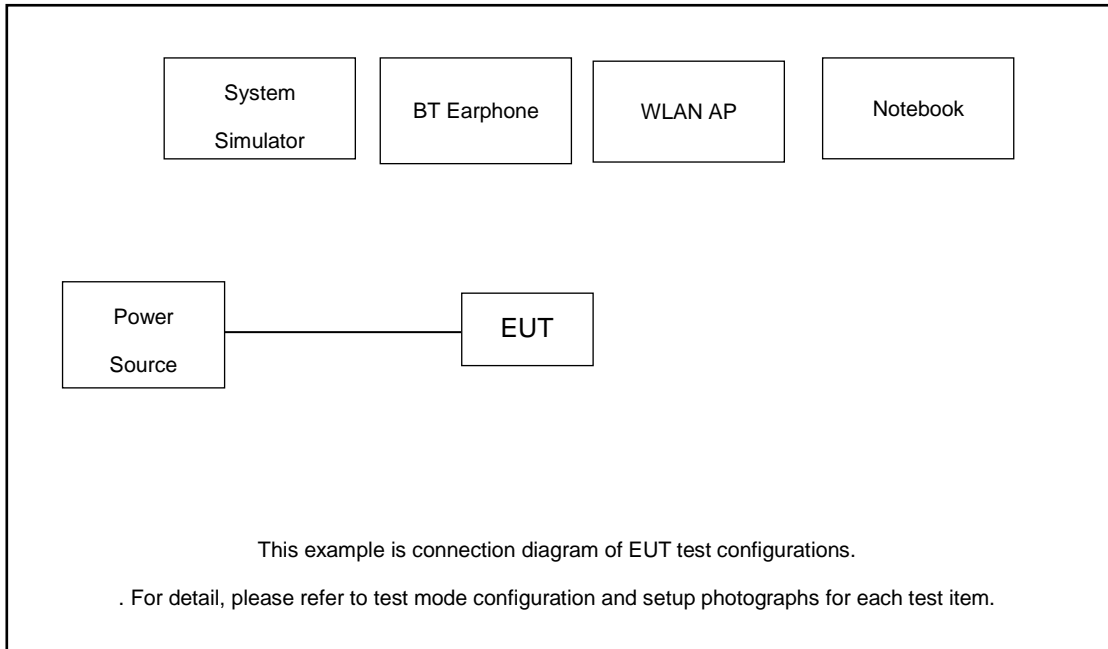 System
Simulator
BT Earphone
WLAN AP
Notebook
Power
Source
EUT
This example is connection diagram of EUT test configurations.
. For detail, please refer to test mode configuration and setup photographs for each test item.